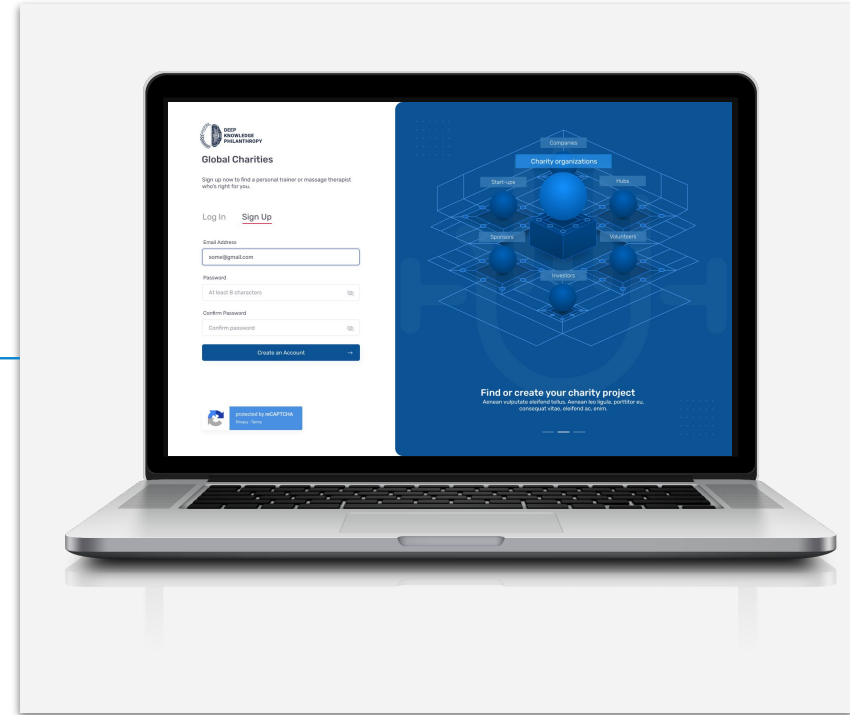 DEEP
KNOWLEDGE
PHILANTHROPY
Global Charities
Sign up now to find a personal trainer or massage therapist
who's right for you.
Log In Sign Up
Email Address
some@gmail.com
Password
At least 8 characters
Confirm Password
Confirm password
Create an Account →
protected by reCAPTCHA
Privacy - Terms
Companies
Charity organizations
Start-ups
Hubs
Sponsors
Volunteers
Investors
Find or create your charity project
Aenean vulputate eleifend tellus. Aenean leo ligula, porttitor eu,
consequat vitae, eleifend ac, enim.